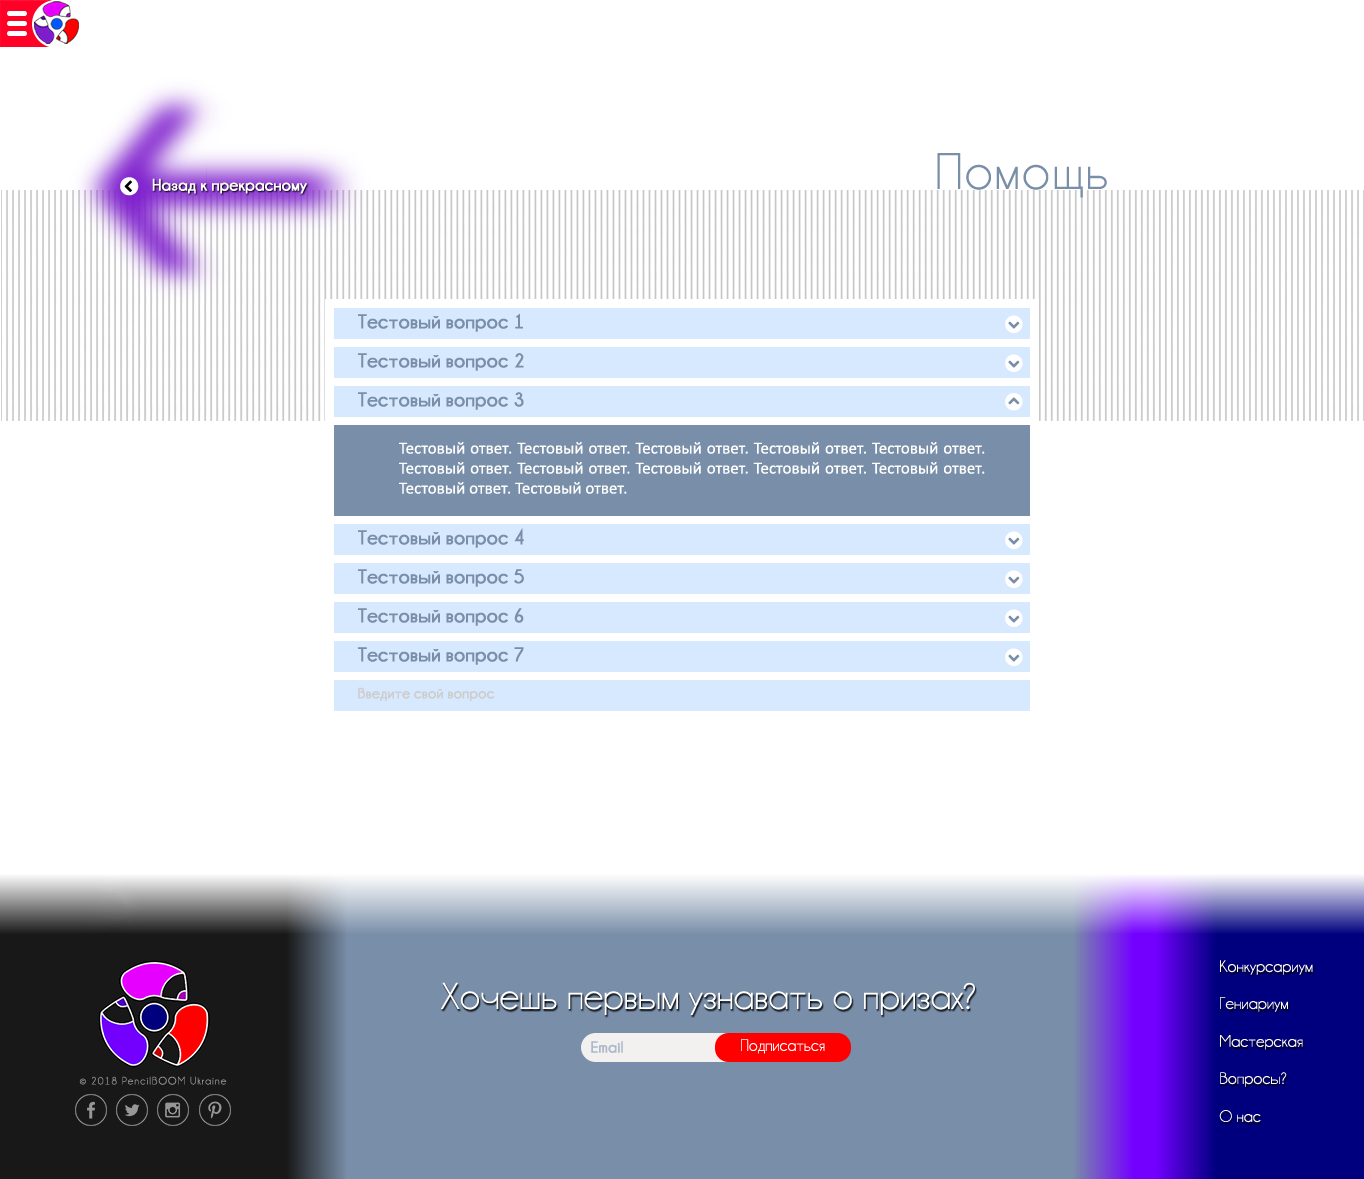 Назад к прекрасному
Помощь
Тестовый вопрос 1
Тестовый вопрос 2
Тестовый вопрос 3
Тестовый ответ. Тестовый ответ. Тестовый ответ. Тестовый ответ. Тестовый ответ.
Тестовый ответ. Тестовый ответ. Тестовый ответ. Тестовый ответ. Тестовый ответ.
Тестовый ответ. Тестовый ответ.
Тестовый вопрос 4
Тестовый вопрос 5
Тестовый вопрос 6
Тестовый вопрос 7
Введите свой вопрос
Хочешь первым узнавать о призах?
Email
Подписаться
© 2018 PencilBOOM Ukraine
Конкурсариум
Гениариум
Мастерская
Вопросы?
О нас